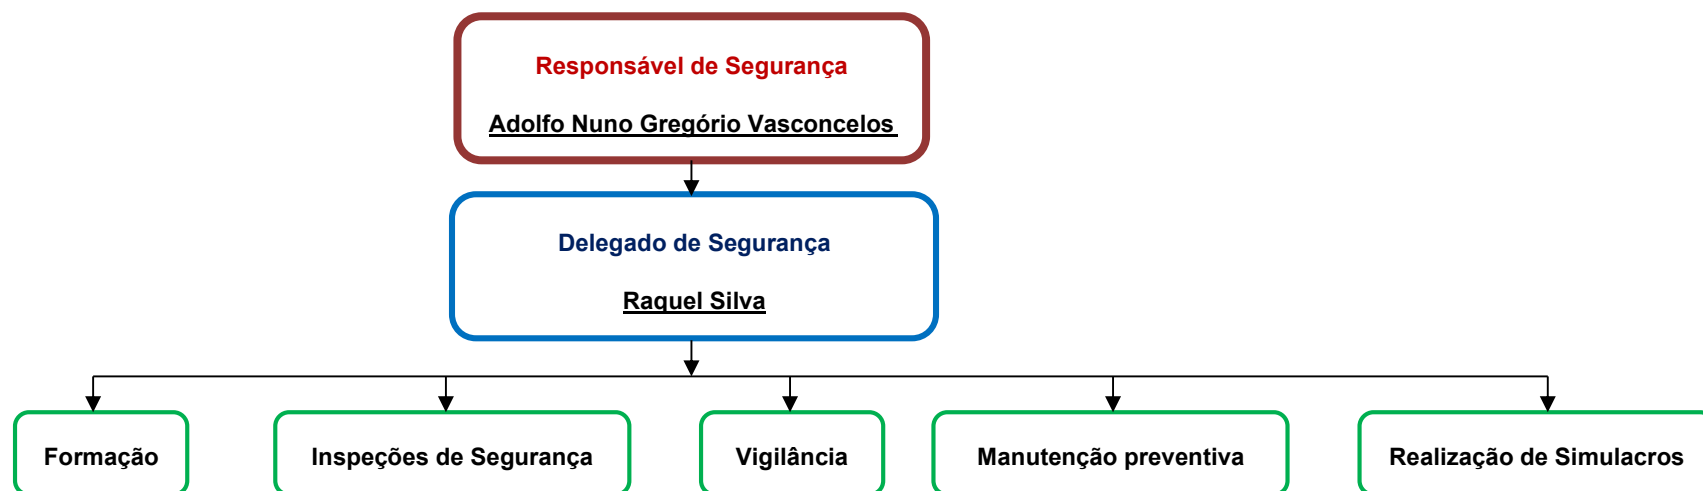 Responsável de Segurança
Adolfo Nuno Gregório Vasconcelos
Delegado de Segurança
Raquel Silva
Formação
Inspeções de Segurança
Vigilância
Manutenção preventiva
Realização de Simulacros